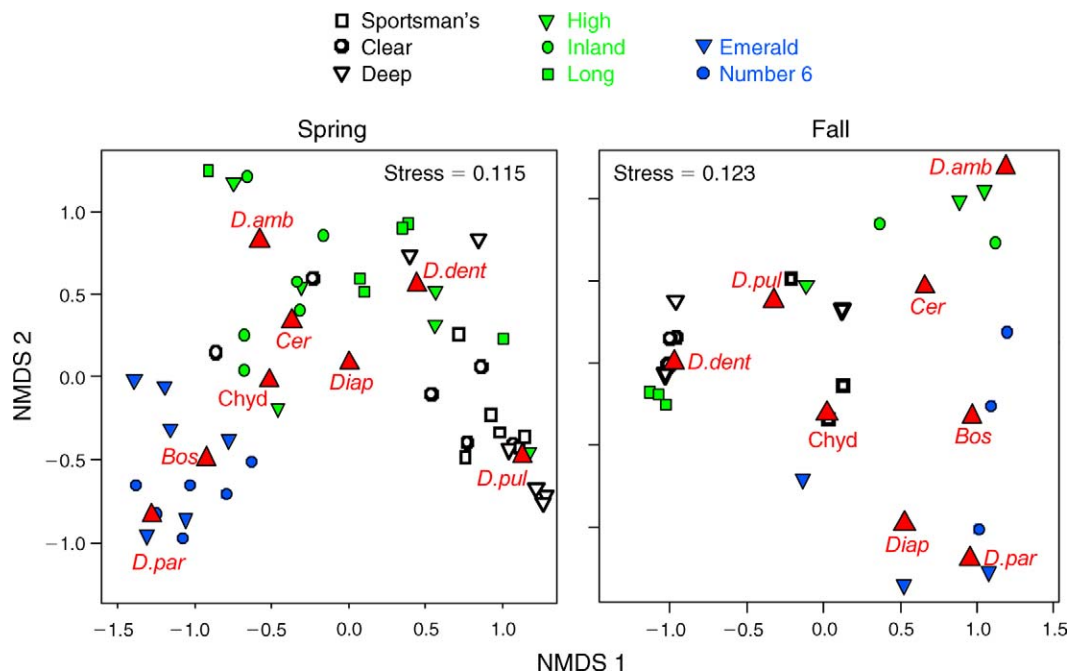 Sportsman's High
Clear Inland Emerald
Deep Long Number 6
Spring Fall
Stress = 0.115 Stress = 0.123
D.amb
D.dent
Cer
Diap
Chyd
Bos
D.pul
D.par
D.amb
D.pul
Cer
D.dent
Chyd
Bos
Diap
D.par
NMDS 2
1.0
0.5
0.0
−0.5
−1.0
−1.5 −1.0 −0.5 0.0 0.5 1.0 −1.0 −0.5 0.0 0.5 1.0 1.5
NMDS 1